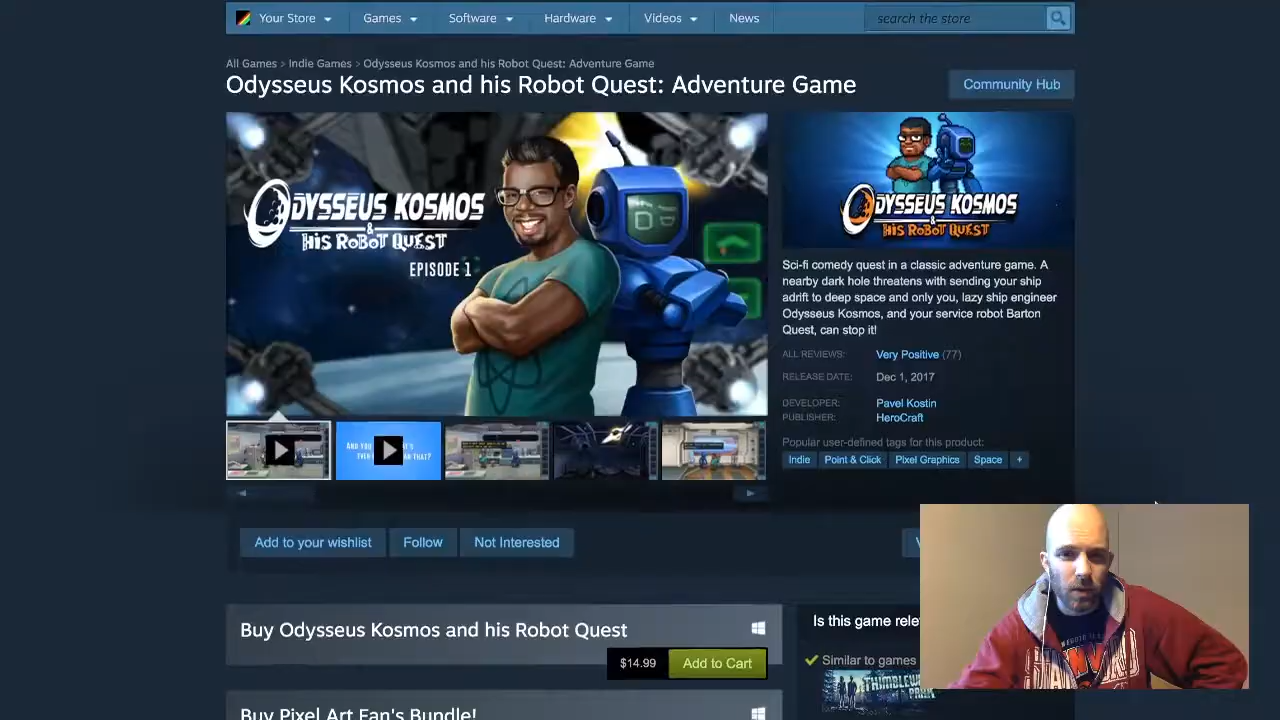 Your Store Games Software Hardware Videos News search the store
All Games > Indie Games > Odysseus Kosmos and his Robot Quest: Adventure Game
Odysseus Kosmos and his Robot Quest: Adventure Game
Community Hub
ODYSSEUS KOSMOS
&
HIS ROBOT QUEST
EPISODE 1
ODYSSEUS KOSMOS
&
HIS ROBOT QUEST
Sci-fi comedy quest in a classic adventure game. A
nearby dark hole threatens with sending your ship
adrift to deep space and only you, lazy ship engineer
Odysseus Kosmos, and your service robot Barton
Quest, can stop it!
ALL REVIEWS: Very Positive (77)
RELEASE DATE: Dec 1, 2017
DEVELOPER: Pavel Kostin
PUBLISHER: HeroCraft
Popular user-defined tags for this product:
Indie Point & Click Pixel Graphics Space +
Add to your wishlist Follow Not Interested
Buy Odysseus Kosmos and his Robot Quest
$14.99 Add to Cart
Is this game rele
Similar to games
Buy Pixel Art Fan's Bundle!